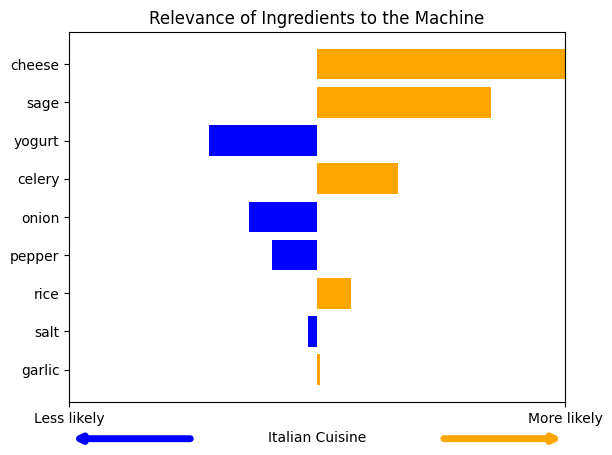 Relevance of Ingredients to the Machine
cheese
sage
yogurt
celery
onion
pepper
rice
salt
garlic
Less likely
More likely
Italian Cuisine